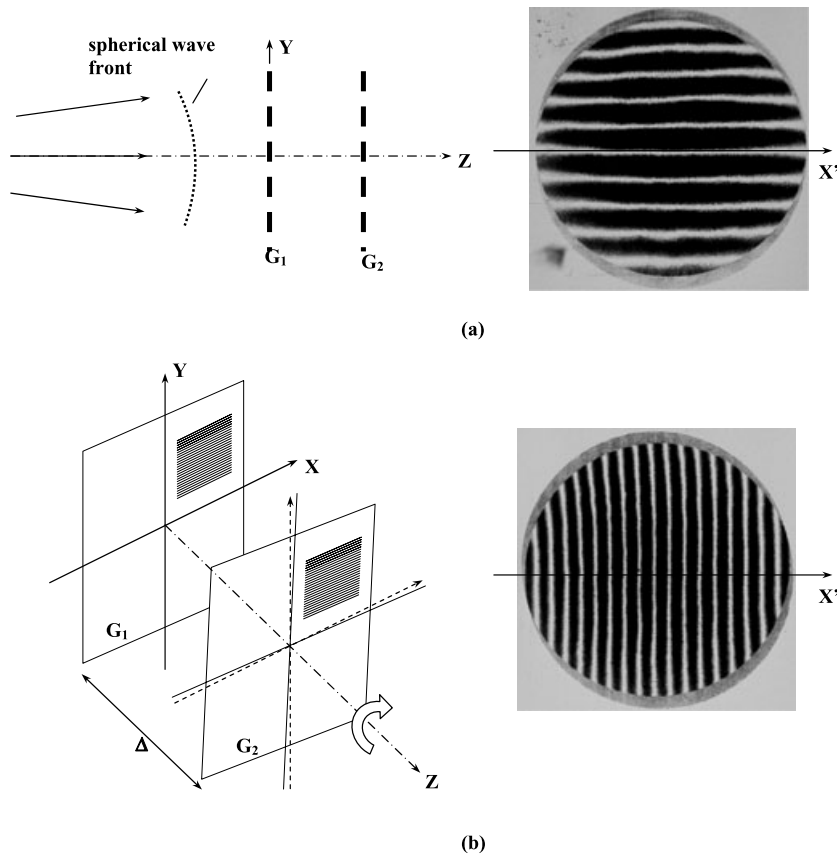 spherical wave
front
Y
Z
G₁
G₂
X'
(a)
Y
X
G₁
G₂
Δ
Z
X'
(b)